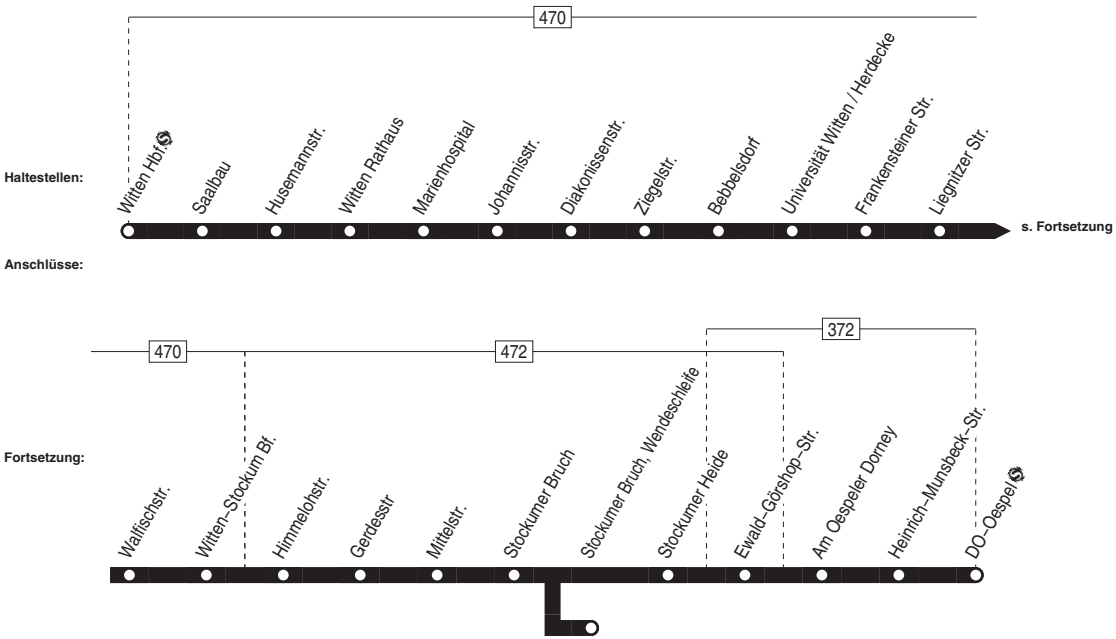 470
Haltestellen:
Witten Hbf.
Saalbau
Husemannstr.
Witten Rathaus
Marienhospital
Johannisstr.
Diakonissenstr.
Ziegelstr.
Bebbelsdorf
Universität Witten / Herdecke
Frankensteiner Str.
Liegnitzer Str.
s. Fortsetzung
Anschlüsse:
372
470
472
Fortsetzung:
Walfischstr.
Witten-Stockum Bf.
Himmelohstr.
Gerdesstr
Mittelstr.
Stockumer Bruch
Stockumer Bruch, Wendeschleife
Stockumer Heide
Ewald-Görshop-Str.
Am Oespeler Dorney
Heinrich-Munsbeck-Str.
DO-Oespel